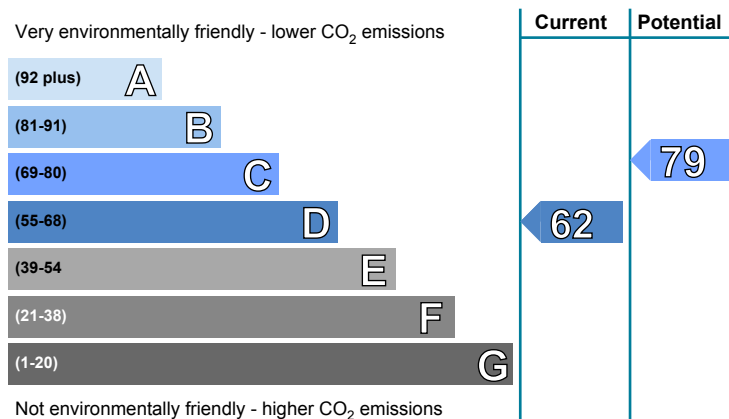 Current Potential
Very environmentally friendly - lower CO2 emissions
(92 plus) A
(81-91) B
(69-80) C 79
(55-68) D 62
(39-54 E
(21-38) F
(1-20) G
Not environmentally friendly - higher CO2 emissions